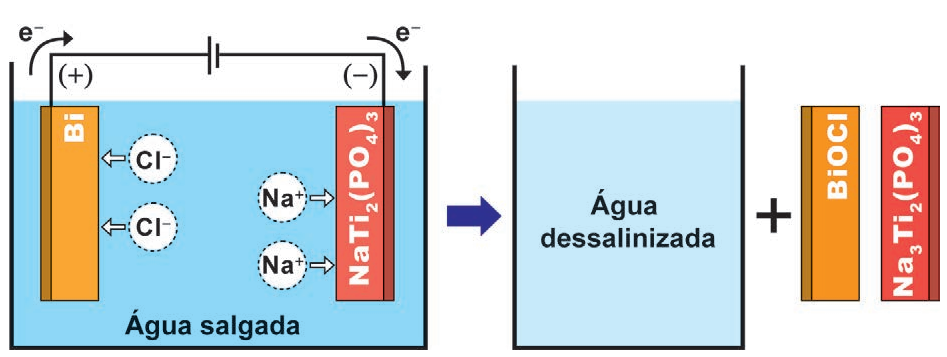 e⁻
e⁻
(+)
(−)
Bi
Cl⁻
Cl⁻
Na⁺
Na⁺
NaTi₂(PO₄)₃
Água salgada
Água
dessalinizada
+
BiOCl
Na₃Ti₂(PO₄)₃